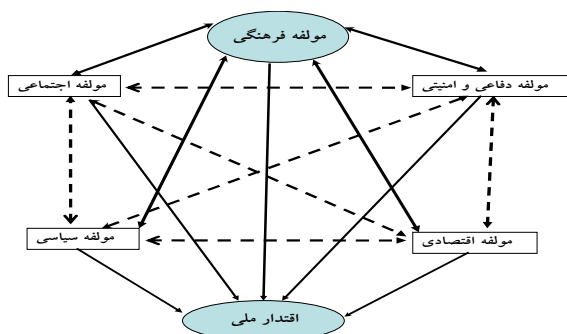 مولفه فرهنگی
مولفه دفاعی و امنیتی
مولفه اجتماعی
مولفه اقتصادی
مولفه سیاسی
اقتدار ملی